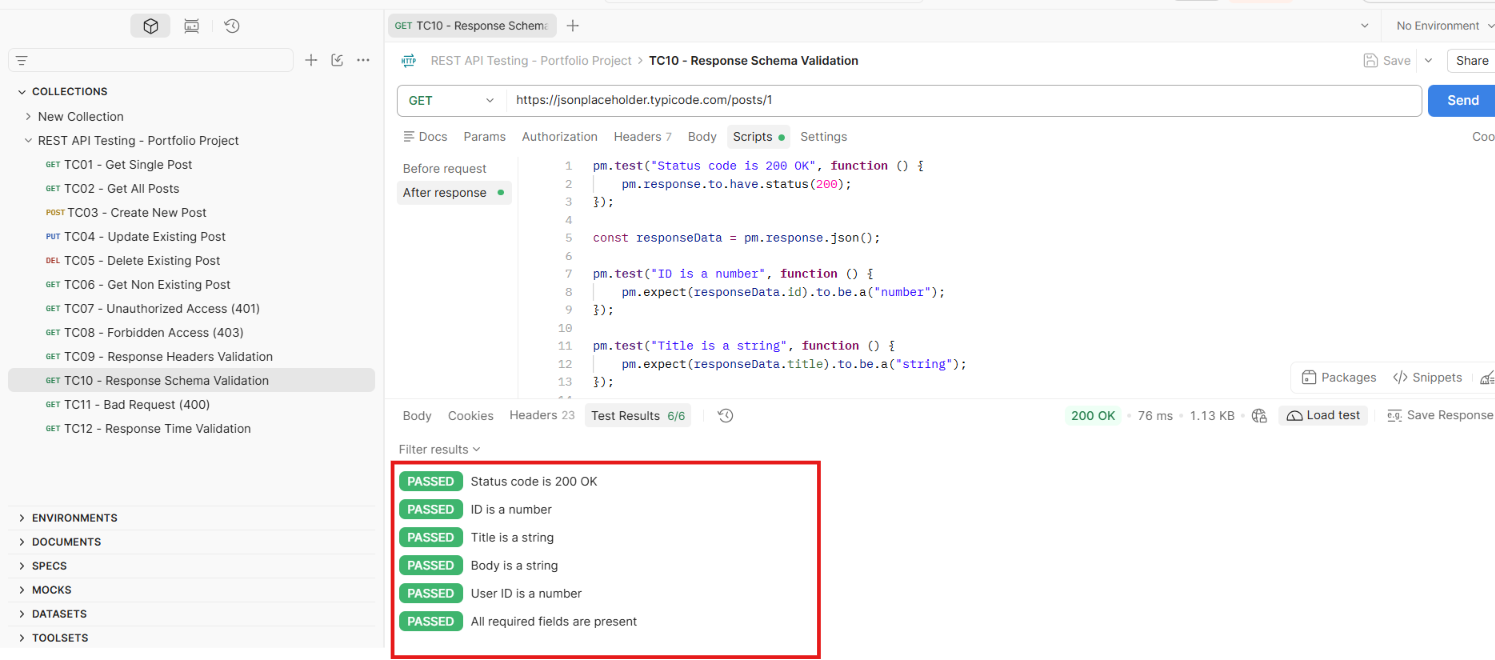 GET TC10 - Response Schema
No Environment
REST API Testing - Portfolio Project > TC10 - Response Schema Validation
Save
Share
COLLECTIONS
New Collection
REST API Testing - Portfolio Project
GET TC01 - Get Single Post
GET TC02 - Get All Posts
POST TC03 - Create New Post
PUT TC04 - Update Existing Post
DEL TC05 - Delete Existing Post
GET TC06 - Get Non Existing Post
GET TC07 - Unauthorized Access (401)
GET TC08 - Forbidden Access (403)
GET TC09 - Response Headers Validation
GET TC10 - Response Schema Validation
GET TC11 - Bad Request (400)
GET TC12 - Response Time Validation
ENVIRONMENTS
DOCUMENTS
SPECS
MOCKS
DATASETS
TOOLSETS
HTTP
GET https://jsonplaceholder.typicode.com/posts/1 Send
Docs Params Authorization Headers 7 Body Scripts Settings Coo
Before request
After response
1 pm.test("Status code is 200 OK", function () {
2 pm.response.to.have.status(200);
3 });
4
5 const responseData = pm.response.json();
6
7 pm.test("ID is a number", function () {
8 pm.expect(responseData.id).to.be.a("number");
9 });
10
11 pm.test("Title is a string", function () {
12 pm.expect(responseData.title).to.be.a("string");
13 });
Packages </> Snippets
Body Cookies Headers 23 Test Results 6/6 200 OK • 76 ms • 1.13 KB • Load test e.g. Save Response
Filter results
PASSED Status code is 200 OK
PASSED ID is a number
PASSED Title is a string
PASSED Body is a string
PASSED User ID is a number
PASSED All required fields are present